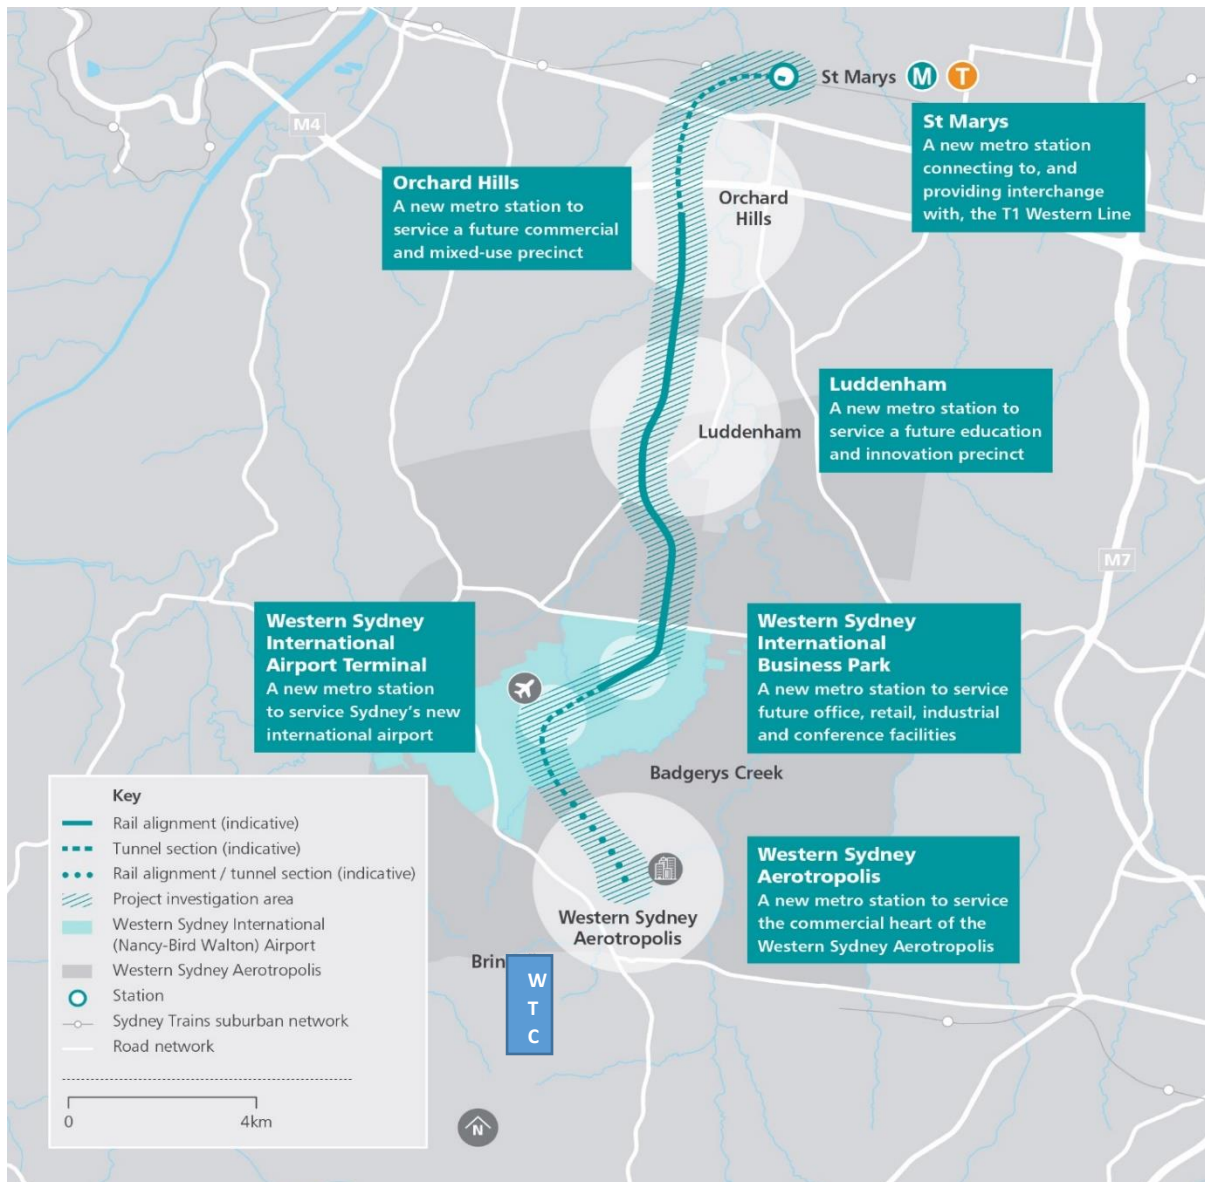 St Marys M T
M4
St Marys
A new metro station
connecting to, and
providing interchange
with, the T1 Western Line
Orchard Hills
A new metro station to
service a future commercial
and mixed-use precinct
Orchard
Hills
Luddenham
A new metro station to
service a future education
and innovation precinct
Luddenham
M7
Western Sydney
International
Airport Terminal
A new metro station
to service Sydney's new
international airport
Western Sydney
International
Business Park
A new metro station to service
future office, retail, industrial
and conference facilities
Badgerys Creek
Western Sydney
Aerotropolis
A new metro station to service
the commercial heart of the
Western Sydney Aerotropolis
Western Sydney
Aerotropolis
Brin
W
T
C
Key
Rail alignment (indicative)
Tunnel section (indicative)
Rail alignment / tunnel section (indicative)
Project investigation area
Western Sydney International
(Nancy-Bird Walton) Airport
Western Sydney Aerotropolis
Station
Sydney Trains suburban network
Road network
0 4km
N